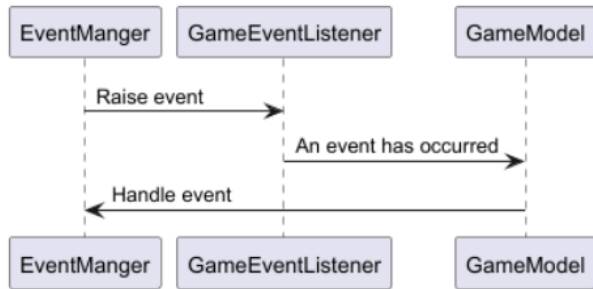 EventManger GameEventListener GameModel
Raise event
An event has occurred
Handle event
EventManger GameEventListener GameModel